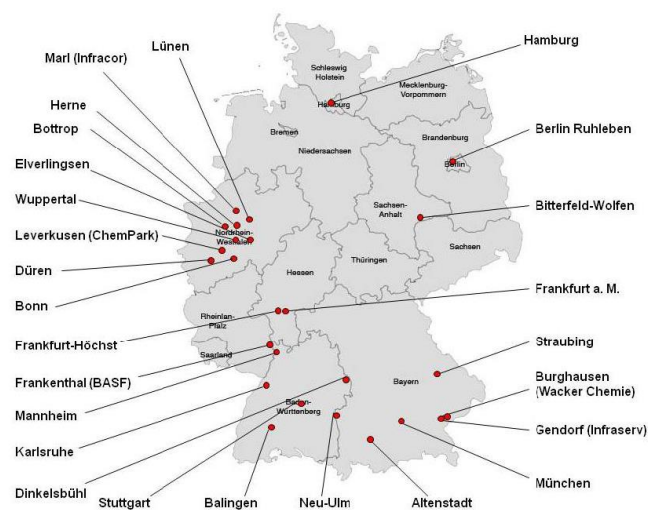 Lünen
Marl (Infracor)
Hamburg
Schleswig
Holstein
Mecklenburg-
Vorpommern
Hamburg
Herne
Bottrop
Bremen
Brandenburg
Berlin Ruhleben
Niedersachsen
Berlin
Elverlingsen
Wuppertal
Sachsen-
Anhalt
Bitterfeld-Wolfen
Leverkusen (ChemPark)
Nordrhein-
Westfalen
Sachsen
Düren
Hessen
Thüringen
Bonn
Frankfurt a. M.
Rheinlan-
Pfalz
Frankfurt-Höchst
Saarland
Straubing
Frankenthal (BASF)
Bayern
Burghausen
(Wacker Chemie)
Mannheim
Baden-
Württenberg
Gendorf (Infraserv)
Karlsruhe
München
Dinkelsbühl
Stuttgart
Balingen
Neu-Ulm
Altenstadt